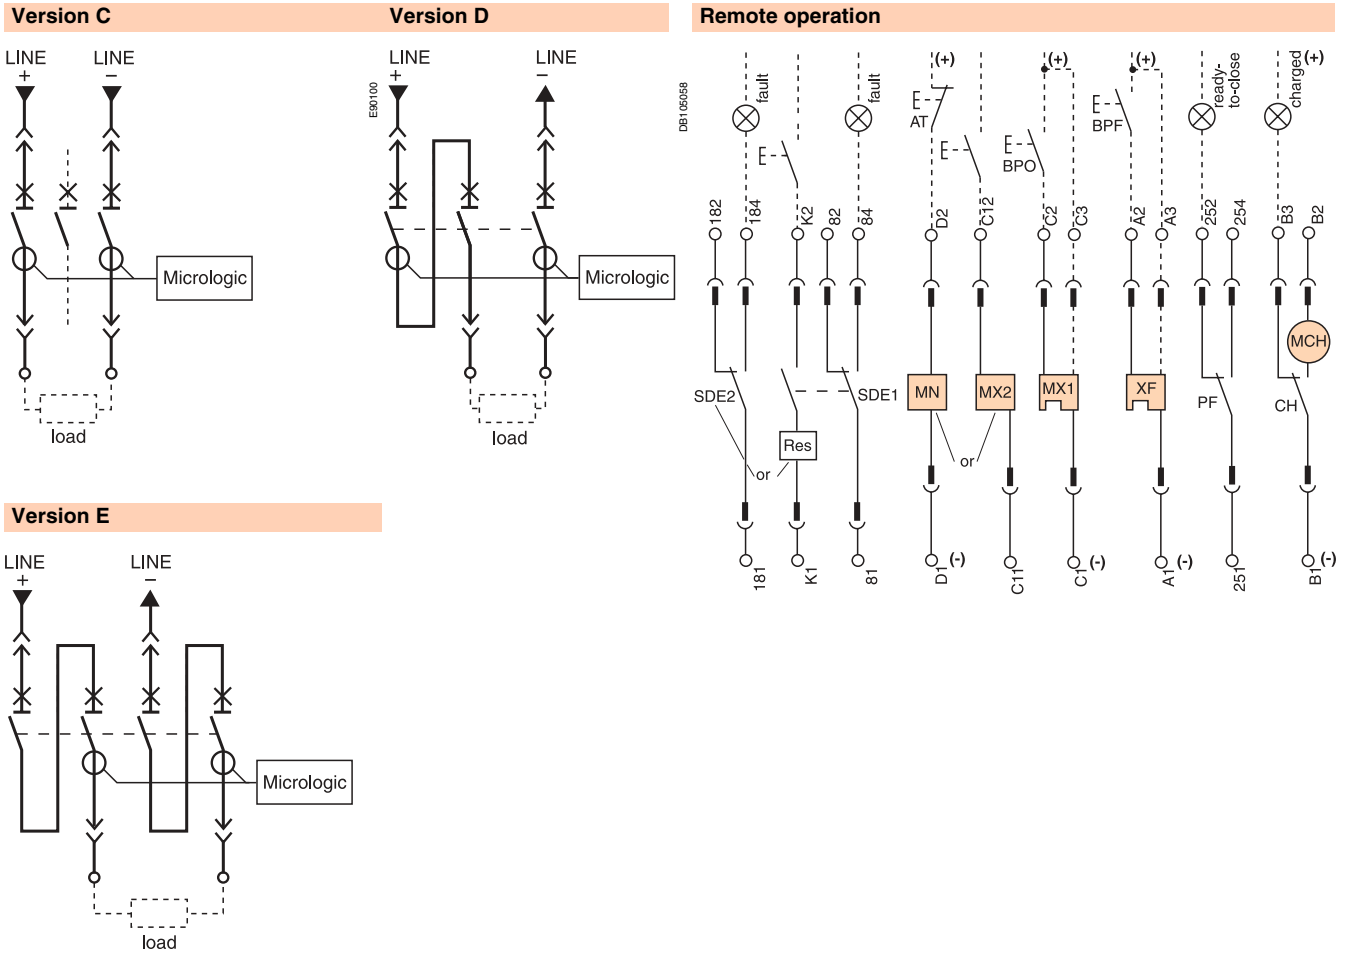 Version C
LINE
+
LINE
–
Micrologic
load
Version D
LINE
+
LINE
–
E90100
Micrologic
load
Version E
LINE
+
LINE
–
Micrologic
load
Remote operation
DB105058
fault
fault
(+)
AT
(+)
BPO
(+)
BPF
ready-
to-close
charged
(+)
182
184
K2
82
84
D2
C12
C2
C3
A2
A3
252
254
B3
B2
MCH
SDE2
SDE1
MN
MX2
MX1
XF
PF
CH
Res
or
or
181
K1
81
D1
(-)
C11
C1
(-)
A1
(-)
251
B1
(-)